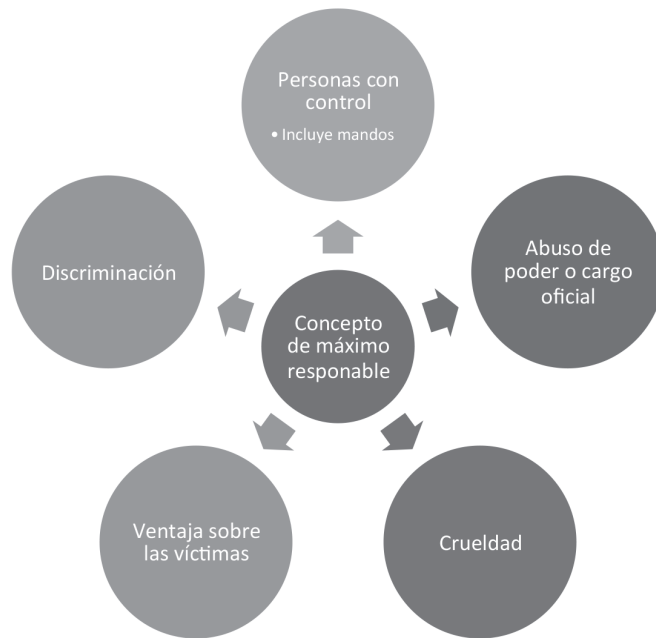 Personas con
control
• Incluye mandos
Discriminación
Abuso de
poder o cargo
oficial
Concepto
de máximo
responable
Ventaja sobre
las víctimas
Crueldad